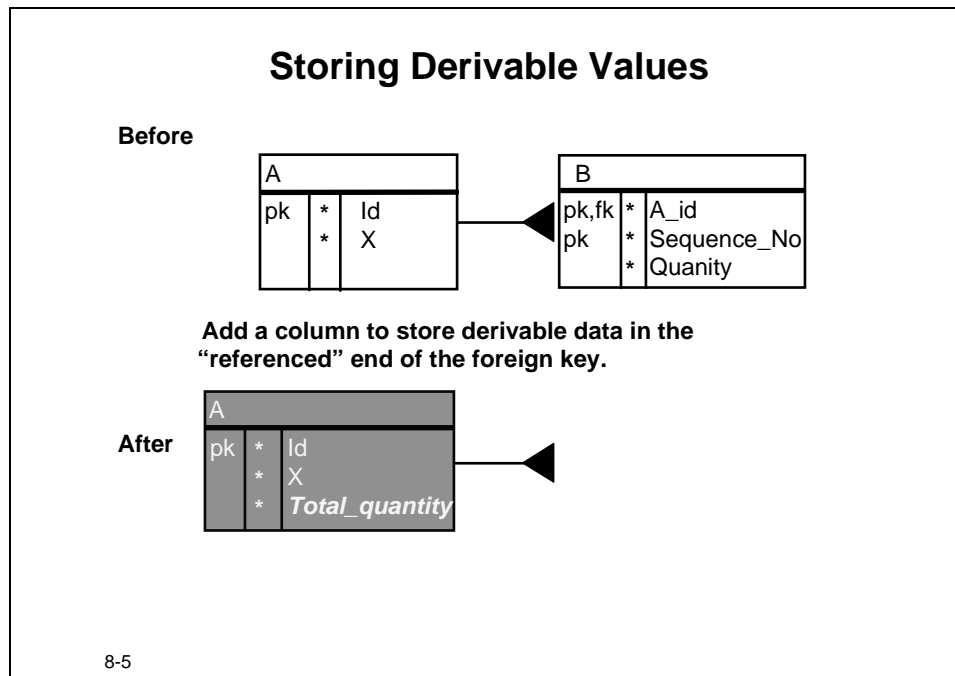 Storing Derivable Values
Before
A
pk * Id
* X
B
pk,fk * A_id
pk * Sequence_No
* Quanity
Add a column to store derivable data in the
“referenced” end of the foreign key.
After
A
pk * Id
* X
* Total_quantity
8-5